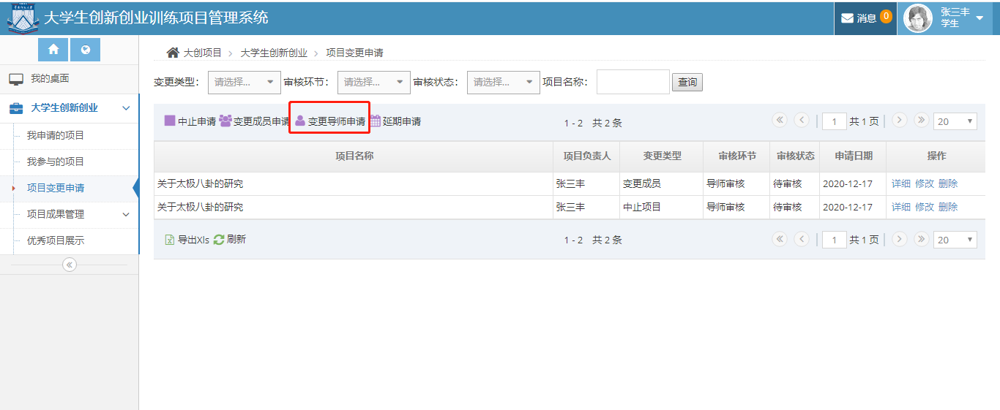 大学生创新创业训练项目管理系统
消息 0
张三丰
学生
我的桌面
大学生创新创业
我申请的项目
我参与的项目
项目变更申请
项目成果管理
优秀项目展示
大创项目 > 大学生创新创业 > 项目变更申请
变更类型: 请选择... 审核环节: 请选择... 审核状态: 请选择... 项目名称: 查询
中止申请 变更成员申请 变更导师申请 延期申请 1 - 2 共 2 条 1 共 1 页 20
项目名称 项目负责人 变更类型 审核环节 审核状态 申请日期 操作
关于太极八卦的研究 张三丰 变更成员 导师审核 待审核 2020-12-17 详细 修改 删除
关于太极八卦的研究 张三丰 中止项目 导师审核 待审核 2020-12-17 详细 修改 删除
导出Xls 刷新 1 - 2 共 2 条 1 共 1 页 20